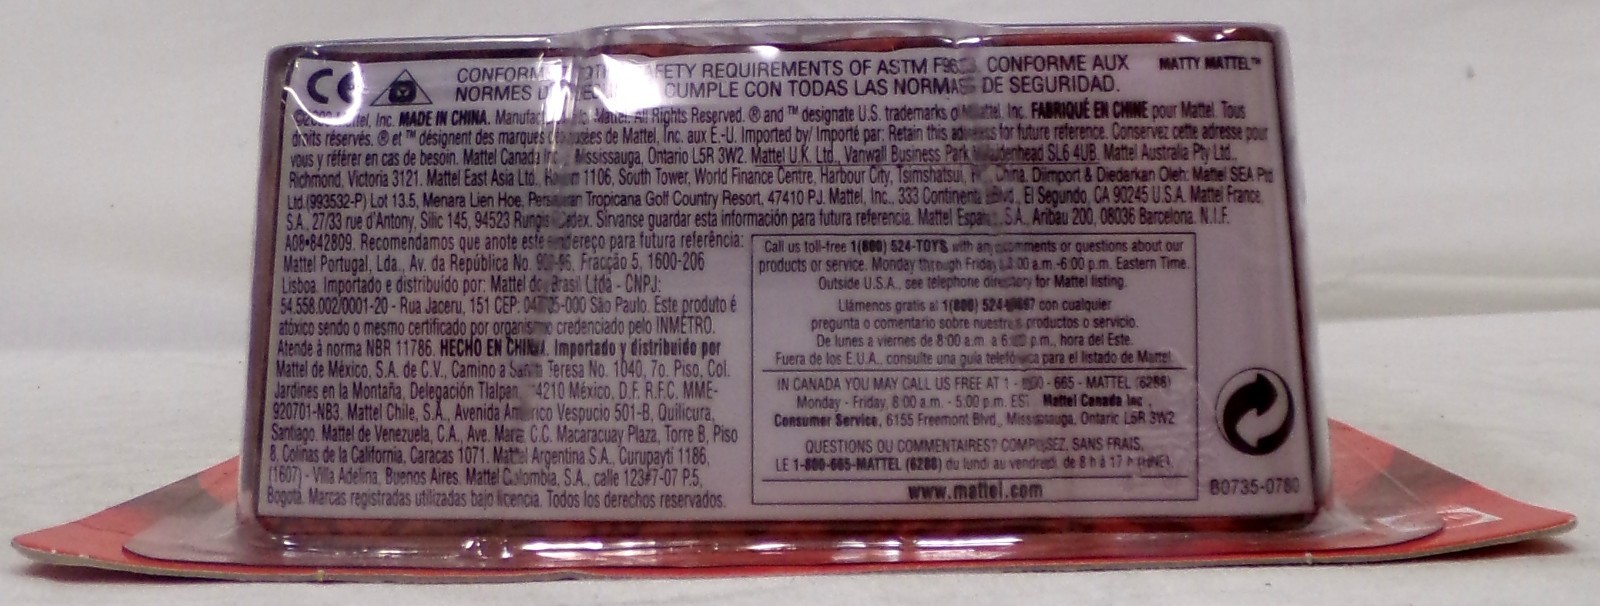 CE CONFORM SAFETY REQUIREMENTS OF ASTM F963. CONFORME AUX MATTY MATTEL™
NORMES CUMPLE CON TODAS LAS NORMAS DE SEGURIDAD.
Mattel, Inc. MADE IN CHINA. Mattel. All Rights Reserved. ® and ™ designate U.S. trademarks of Mattel, Inc. FABRIQUÉ EN CHINE pour Mattel. Tous
droits réservés. ® et ™ désignent des marques déposées de Mattel, Inc. aux E.-U. Imported by/ Importé par: Retain this address for future reference. Conservez cette adresse pour
vous y référer en cas de besoin. Mattel Canada Inc., Mississauga, Ontario L5R 3W2. Mattel U.K. Ltd., Vanwall Business Park, Maidenhead SL6 4UB. Mattel Australia Pty Ltd.,
Richmond, Victoria 3121. Mattel East Asia Ltd., Room 1106, South Tower, World Finance Centre, Harbour City, Tsimshatsui, China. Diimport & Diedarkan Oleh: Mattel SEA Ptd
Ltd.(993532-P) Lot 13.5, Menara Lien Hoe, Persiaran Tropicana Golf Country Resort, 47410 PJ. Mattel, Inc., 333 Continental Blvd., El Segundo, CA 90245 U.S.A. Mattel France,
S.A., 27/33 rue d'Antony, Silic 145, 94523 Rungis Cedex. Sírvanse guardar esta información para futura referencia. Mattel España, S.A., Aribau 200, 08036 Barcelona. N.I.F.
A08•842809. Recomendamos que anote este endereço para futura referência:
Mattel Portugal, Lda., Av. da República No. Fracção 5, 1600-206
Lisboa. Importado e distribuído por: Mattel do Brasil Ltda - CNPJ:
54.558.002/0001-20 - Rua Jaceru, 151 CEP: São Paulo. Este produto é
atóxico sendo o mesmo certificado por organismo credenciado pelo INMETRO.
Atende à norma NBR 11786. HECHO EN CHINA. Importado y distribuido por
Mattel de México, S.A. de C.V., Camino a Santa Teresa No. 1040, 7o. Piso, Col.
Jardines en la Montaña, Delegación Tlalpan, 14210 México, D.F. R.F.C. MME-
920701-NB3. Mattel Chile, S.A., Avenida Américo Vespucio 501-B, Quilicura,
Santiago. Mattel de Venezuela, C.A., Ave. Mara, C.C. Macaracuay Plaza, Torre B, Piso
8, Colinas de la California, Caracas 1071. Mattel Argentina S.A., Curupaytí 1186,
(1607) - Villa Adelina, Buenos Aires. Mattel Colombia, S.A., calle 123#7-07 P.5,
Bogotá. Marcas registradas utilizadas bajo licencia. Todos los derechos reservados.
Call us toll-free 1(800) 524-TOYS with any comments or questions about our
products or service. Monday through Friday, 8:00 a.m.-6:00 p.m. Eastern Time.
Outside U.S.A., see telephone directory for Mattel listing.
Llámenos gratis al 1(800) 524-8697 con cualquier
pregunta o comentario sobre nuestros productos o servicio.
De lunes a viernes de 8:00 a.m. a 6:00 p.m., hora del Este.
Fuera de los E.U.A., consulte una guía telefónica para el listado de Mattel.
IN CANADA YOU MAY CALL US FREE AT 1 - 800 - 665 - MATTEL (6288)
Monday - Friday, 8:00 a.m. - 5:00 p.m. EST. Mattel Canada Inc.,
Consumer Service, 6155 Freemont Blvd., Mississauga, Ontario L5R 3W2
QUESTIONS OU COMMENTAIRES? COMPOSEZ, SANS FRAIS,
LE 1-800-665-MATTEL (6288) du lundi au vendredi, de 8 h à 17 h (HNE).
www.mattel.com
B0735-0780